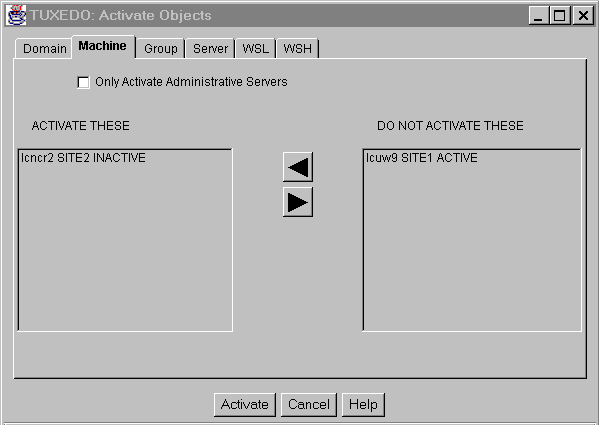 TUXEDO: Activate Objects
Domain Machine Group Server WSL WSH
Only Activate Administrative Servers
ACTIVATE THESE DO NOT ACTIVATE THESE
lcncr2 SITE2 INACTIVE lcuw9 SITE1 ACTIVE
Activate Cancel Help